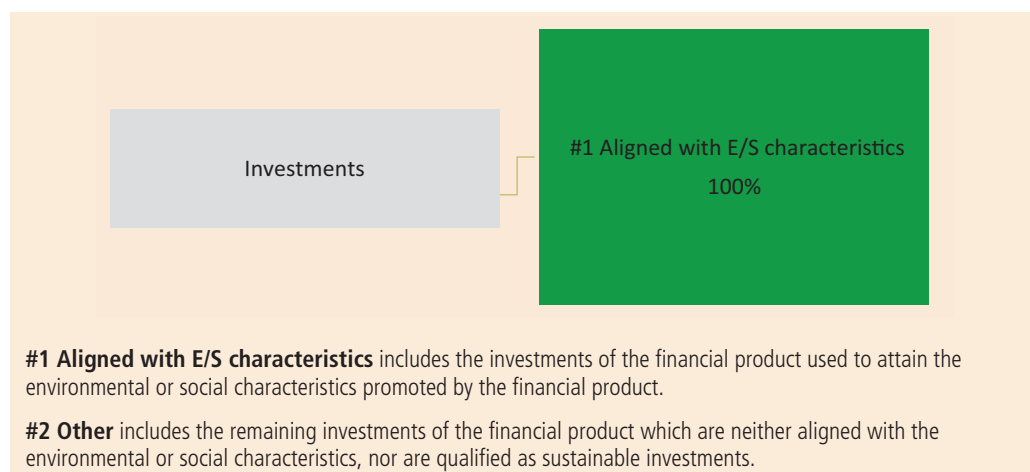 Investments
#1 Aligned with E/S characteristics
100%
#1 Aligned with E/S characteristics includes the investments of the financial product used to attain the
environmental or social characteristics promoted by the financial product.
#2 Other includes the remaining investments of the financial product which are neither aligned with the
environmental or social characteristics, nor are qualified as sustainable investments.